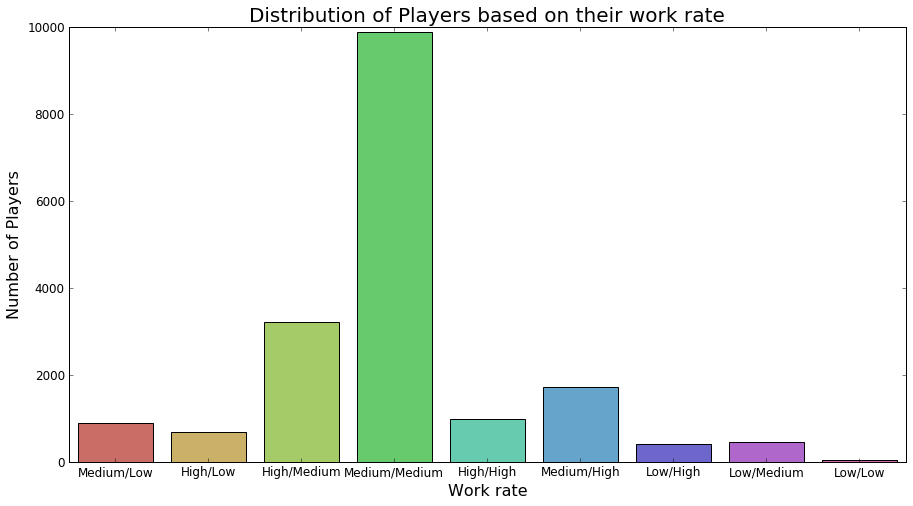 Distribution of Players based on their work rate
10000
8000
6000
4000
2000
0
Number of Players
Medium/Low High/Low High/Medium Medium/Medium High/High Medium/High Low/High Low/Medium Low/Low
Work rate